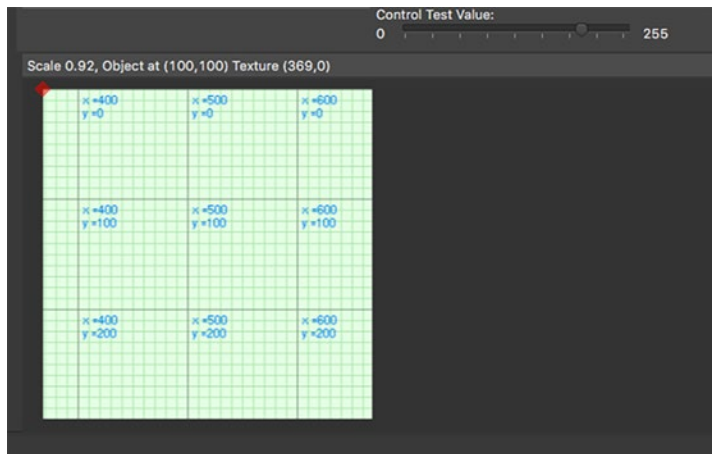 Control Test Value:
0 255
Scale 0.92, Object at (100,100) Texture (369,0)
x =400 x =500 x =600
y =0 y =0 y =0
x =400 x =500 x =600
y =100 y =100 y =100
x =400 x =500 x =600
y =200 y =200 y =200